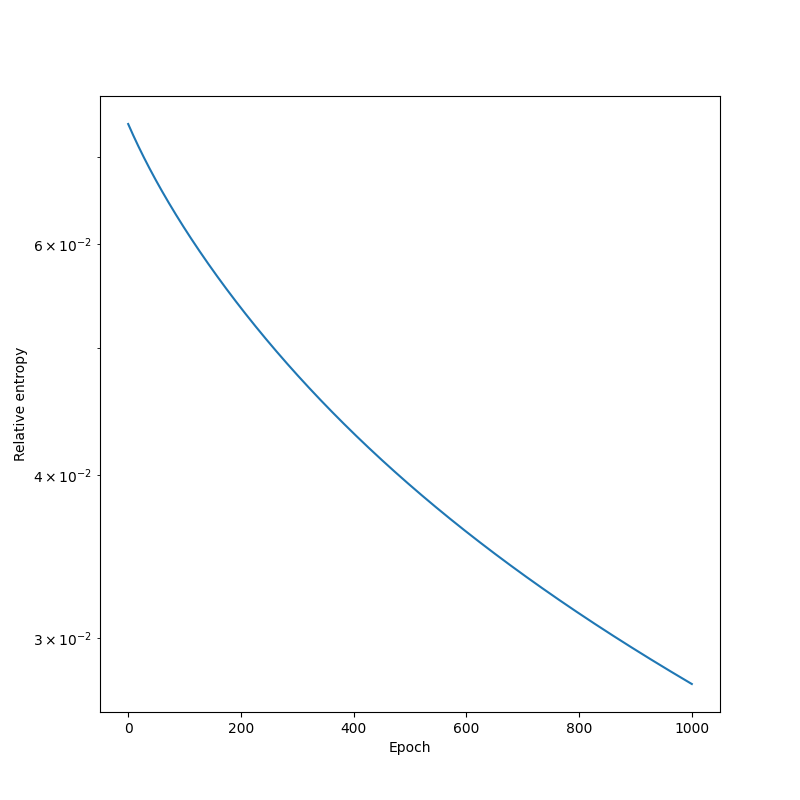 6 × 10⁻²
4 × 10⁻²
3 × 10⁻²
Relative entropy
0 200 400 600 800 1000
Epoch